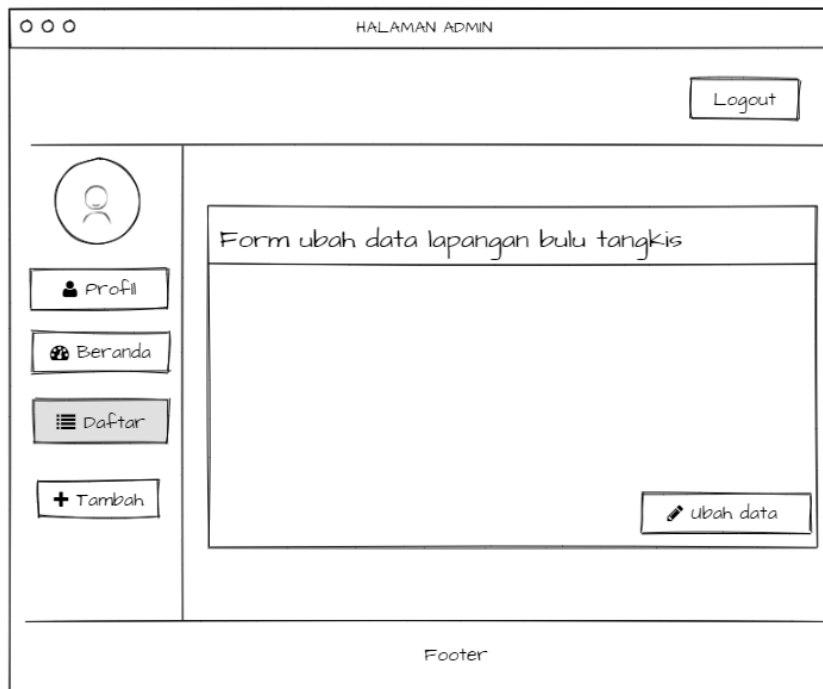 HALAMAN ADMIN
Logout
Form ubah data lapangan bulu tangkis
Profil
Beranda
Daftar
Tambah
Ubah data
Footer